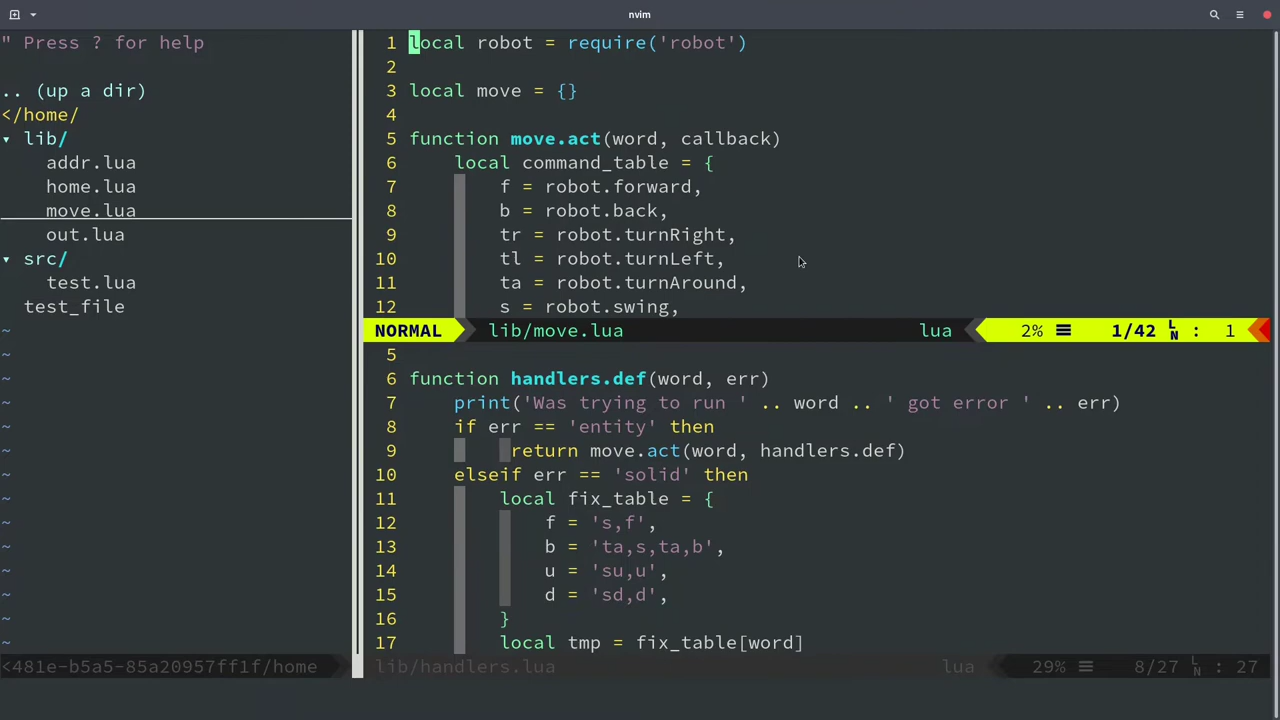 nvim
" Press ? for help
.. (up a dir)
</home/
▾ lib/
addr.lua
home.lua
move.lua
out.lua
▾ src/
test.lua
test_file
~
~
~
~
~
~
~
~
~
~
~
~
~
~
<481e-b5a5-85a20957ff1f/home
1 local robot = require('robot')
2
3 local move = {}
4
5 function move.act(word, callback)
6 local command_table = {
7 f = robot.forward,
8 b = robot.back,
9 tr = robot.turnRight,
10 tl = robot.turnLeft,
11 ta = robot.turnAround,
12 s = robot.swing,
NORMAL lib/move.lua lua 2% ☰ 1/42 LN : 1
5
6 function handlers.def(word, err)
7 print('Was trying to run ' .. word .. ' got error ' .. err)
8 if err == 'entity' then
9 return move.act(word, handlers.def)
10 elseif err == 'solid' then
11 local fix_table = {
12 f = 's,f',
13 b = 'ta,s,ta,b',
14 u = 'su,u',
15 d = 'sd,d',
16 }
17 local tmp = fix_table[word]
lib/handlers.lua lua 29% ☰ 8/27 LN : 27